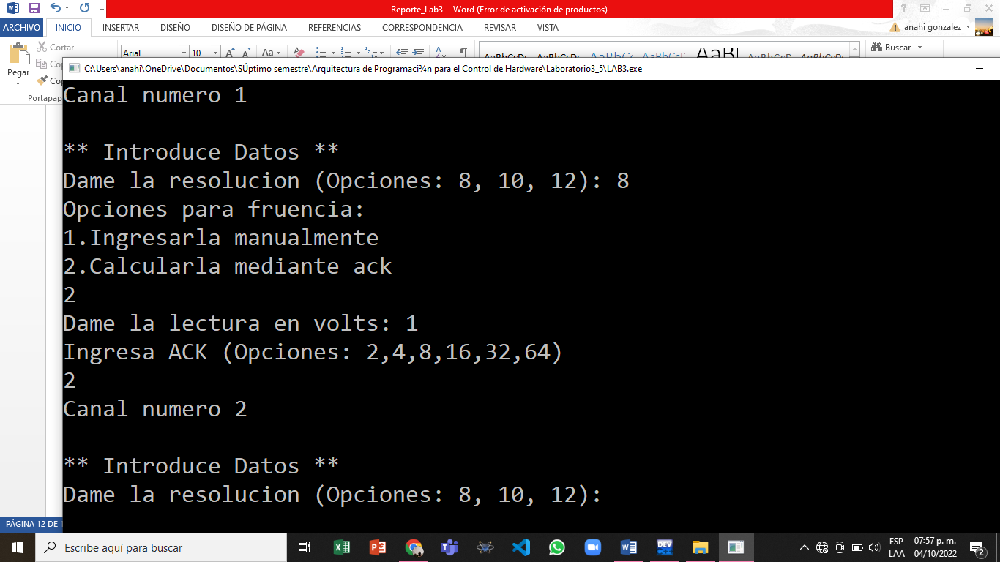 Reporte_Lab3 - Word (Error de activación de productos)
ARCHIVO INICIO INSERTAR DISEÑO DISEÑO DE PÁGINA REFERENCIAS CORRESPONDENCIA REVISAR VISTA anahi gonzalez
Cortar
Pegar
Portapap
Arial 10 Aa
Buscar
C:\Users\anahi\OneDrive\Documentos\SÚptimo semestre\Arquitectura de Programaci¾n para el Control de Hardware\Laboratorio3_5\LAB3.exe
Canal numero 1
** Introduce Datos **
Dame la resolucion (Opciones: 8, 10, 12): 8
Opciones para fruencia:
1.Ingresarla manualmente
2.Calcularla mediante ack
2
Dame la lectura en volts: 1
Ingresa ACK (Opciones: 2,4,8,16,32,64)
2
Canal numero 2
** Introduce Datos **
Dame la resolucion (Opciones: 8, 10, 12):
PÁGINA 12 DE 1
Escribe aquí para buscar
DEV
ESP
LAA
07:57 p. m.
04/10/2022
2